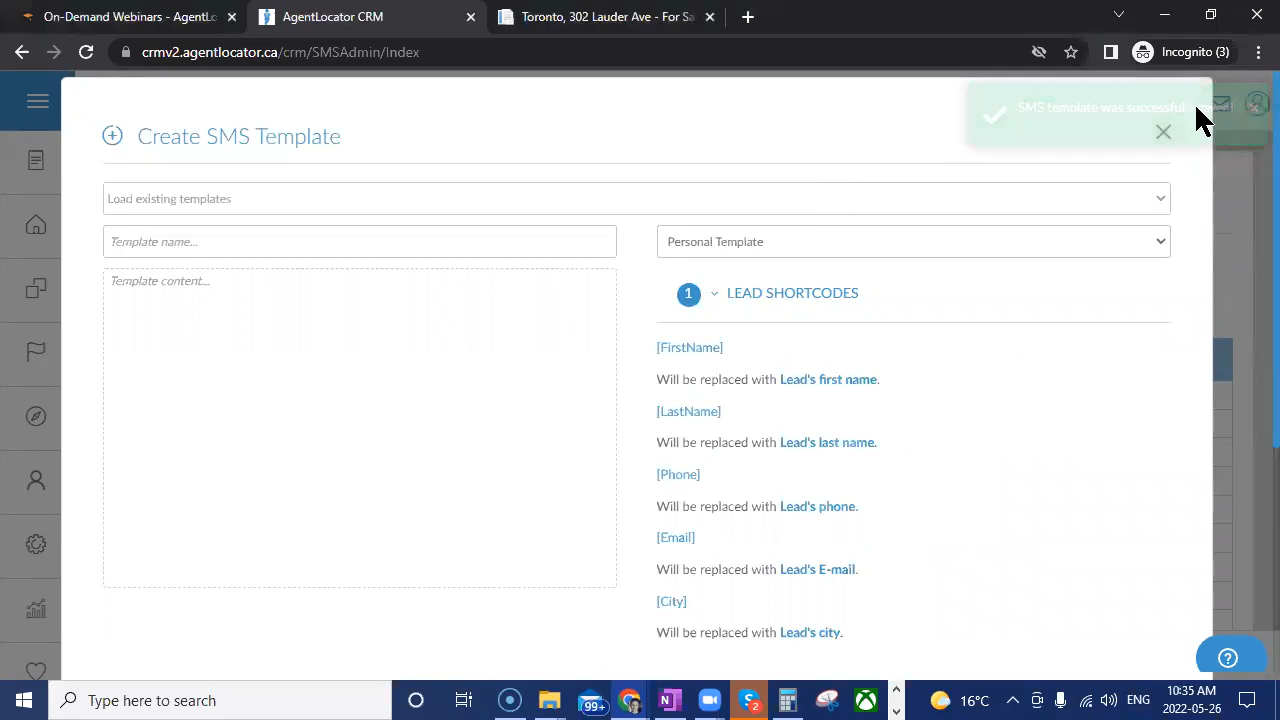 On-Demand Webinars - AgentLc
AgentLocator CRM
Toronto, 302 Lauder Ave - For Sa
crmv2.agentlocator.ca/crm/SMSAdmin/Index
Incognito (3)
SMS template was successful
Create SMS Template
Load existing templates
Template name...
Personal Template
Template content...
1 LEAD SHORTCODES
[FirstName]
Will be replaced with Lead's first name.
[LastName]
Will be replaced with Lead's last name.
[Phone]
Will be replaced with Lead's phone.
[Email]
Will be replaced with Lead's E-mail.
[City]
Will be replaced with Lead's city.
Type here to search
99+
2
16°C
ENG
10:35 AM
2022-05-26